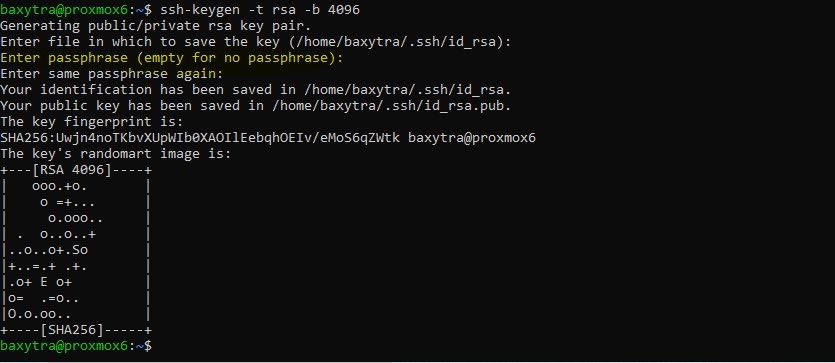 baxytra@proxmox6:~$ ssh-keygen -t rsa -b 4096
Generating public/private rsa key pair.
Enter file in which to save the key (/home/baxytra/.ssh/id_rsa):
Enter passphrase (empty for no passphrase):
Enter same passphrase again:
Your identification has been saved in /home/baxytra/.ssh/id_rsa.
Your public key has been saved in /home/baxytra/.ssh/id_rsa.pub.
The key fingerprint is:
SHA256:Uwjn4noTKbvXUpWIb0XAOIlEebqhOEIv/eMoS6qZWtk baxytra@proxmox6
The key's randomart image is:
+---[RSA 4096]----+
|   ooo.+o.       |
|    o =+...      |
|     o.ooo..     |
| .  o..o..+      |
|..o..o+.So       |
|+..=.+ .+.       |
|.o+ E o+         |
|o=  .=o..        |
|O.o.oo..         |
+----[SHA256]-----+
baxytra@proxmox6:~$